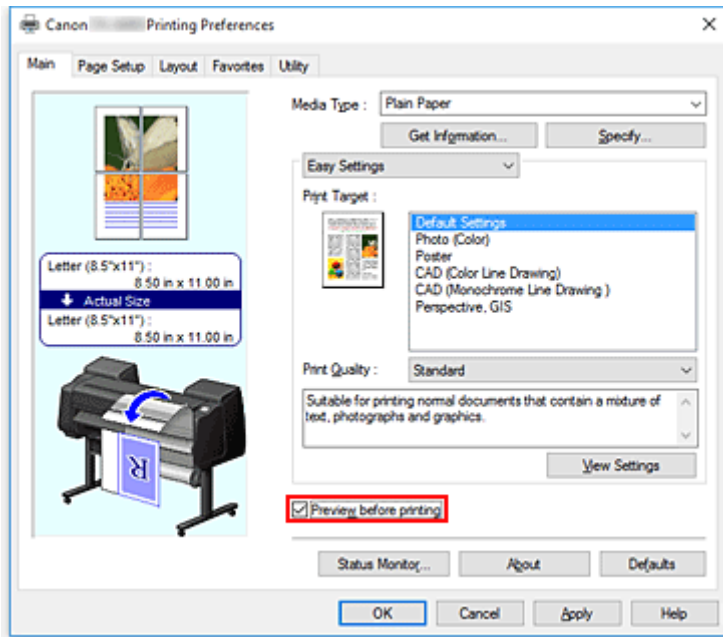 Canon Printing Preferences
Main Page Setup Layout Favorites Utility
Media Type : Plain Paper
Get Information... Specify...
Easy Settings
Print Target :
Default Settings
Photo (Color)
Poster
CAD (Color Line Drawing)
CAD (Monochrome Line Drawing )
Perspective, GIS
Letter (8.5"x11") :
8.50 in x 11.00 in
Actual Size
Letter (8.5"x11") :
8.50 in x 11.00 in
Print Quality : Standard
Suitable for printing normal documents that contain a mixture of
text, photographs and graphics.
View Settings
R
Preview before printing
Status Monitor... About Defaults
OK Cancel Apply Help